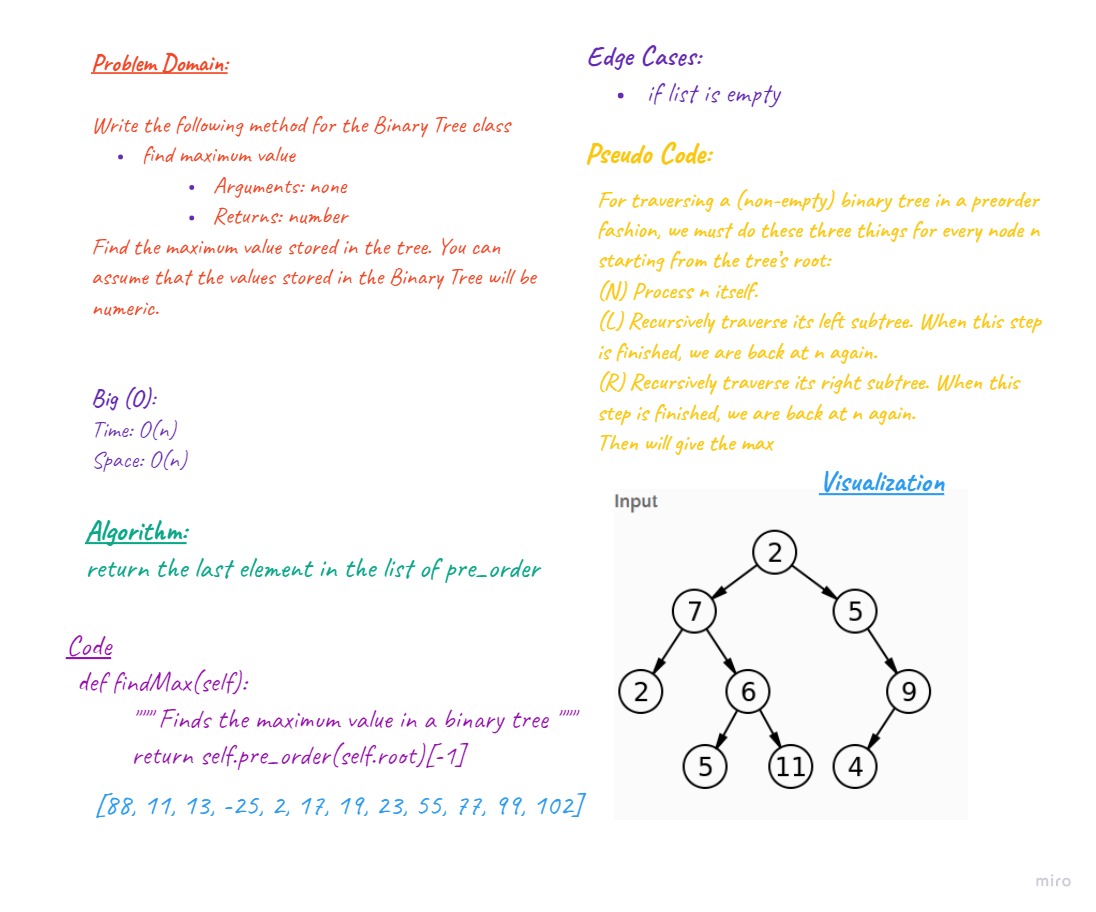 Problem Domain:
Write the following method for the Binary Tree class
• find maximum value
• Arguments: none
• Returns: number
Find the maximum value stored in the tree. You can
assume that the values stored in the Binary Tree will be
numeric.
Big (O):
Time: O(n)
Space: O(n)
Algorithm:
return the last element in the list of pre_order
Code
def findMax(self):
""" Finds the maximum value in a binary tree """
return self.pre_order(self.root)[-1]
[88, 11, 13, -25, 2, 17, 19, 23, 55, 77, 99, 102]
Edge Cases:
• if list is empty
Pseudo Code:
For traversing a (non-empty) binary tree in a preorder
fashion, we must do these three things for every node n
starting from the tree's root:
(N) Process n itself.
(L) Recursively traverse its left subtree. When this step
is finished, we are back at n again.
(R) Recursively traverse its right subtree. When this
step is finished, we are back at n again.
Then will give the max
Visualization
Input
2
7 5
2 6 9
5 11 4
miro